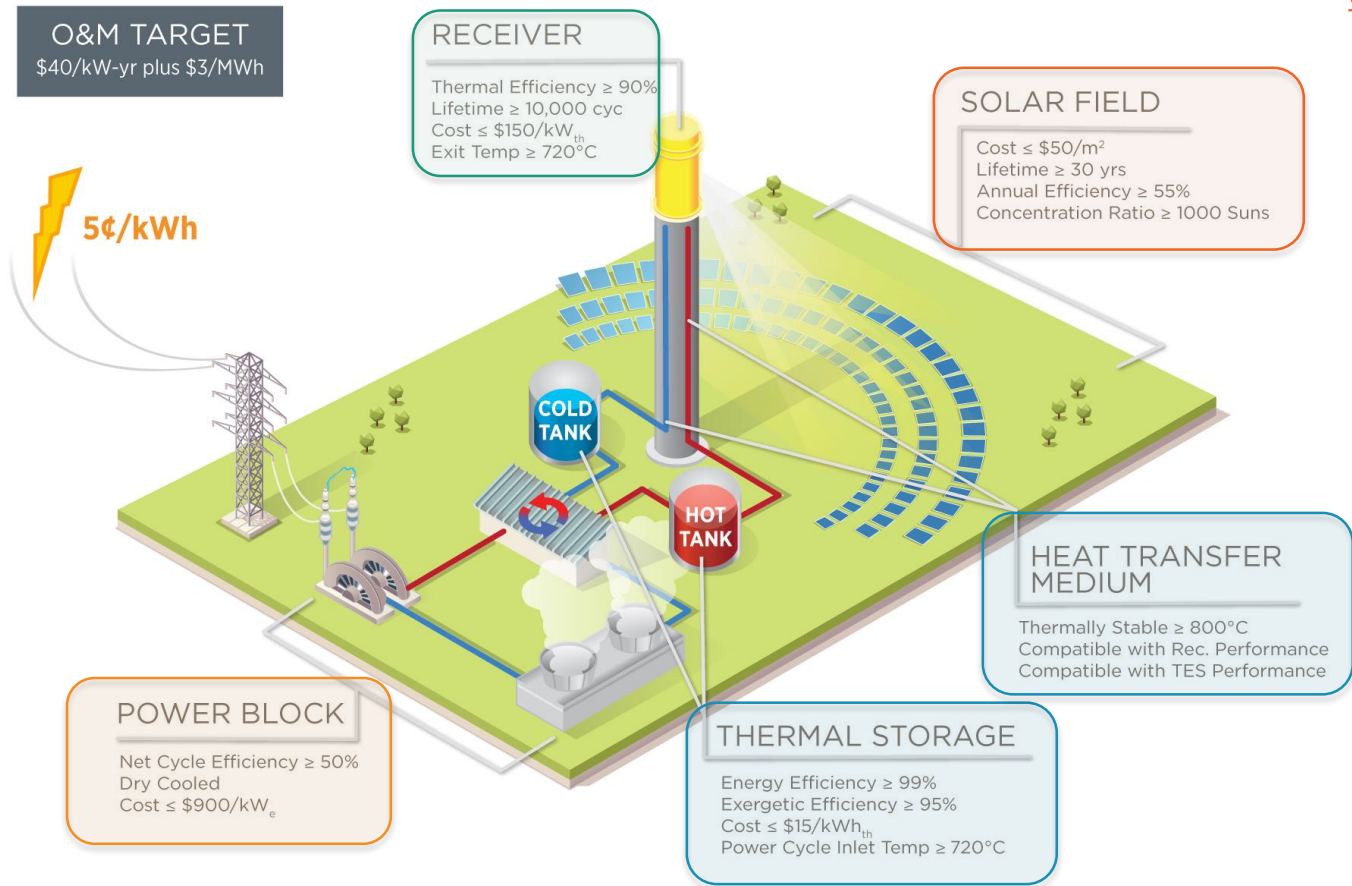 O&M TARGET
$40/kW-yr plus $3/MWh
RECEIVER
Thermal Efficiency ≥ 90%
Lifetime ≥ 10,000 cyc
Cost ≤ $150/kWth
Exit Temp ≥ 720°C
SOLAR FIELD
Cost ≤ $50/m²
Lifetime ≥ 30 yrs
Annual Efficiency ≥ 55%
Concentration Ratio ≥ 1000 Suns
5¢/kWh
COLD
TANK
HOT
TANK
HEAT TRANSFER
MEDIUM
Thermally Stable ≥ 800°C
Compatible with Rec. Performance
Compatible with TES Performance
POWER BLOCK
Net Cycle Efficiency ≥ 50%
Dry Cooled
Cost ≤ $900/kWe
THERMAL STORAGE
Energy Efficiency ≥ 99%
Exergetic Efficiency ≥ 95%
Cost ≤ $15/kWhth
Power Cycle Inlet Temp ≥ 720°C